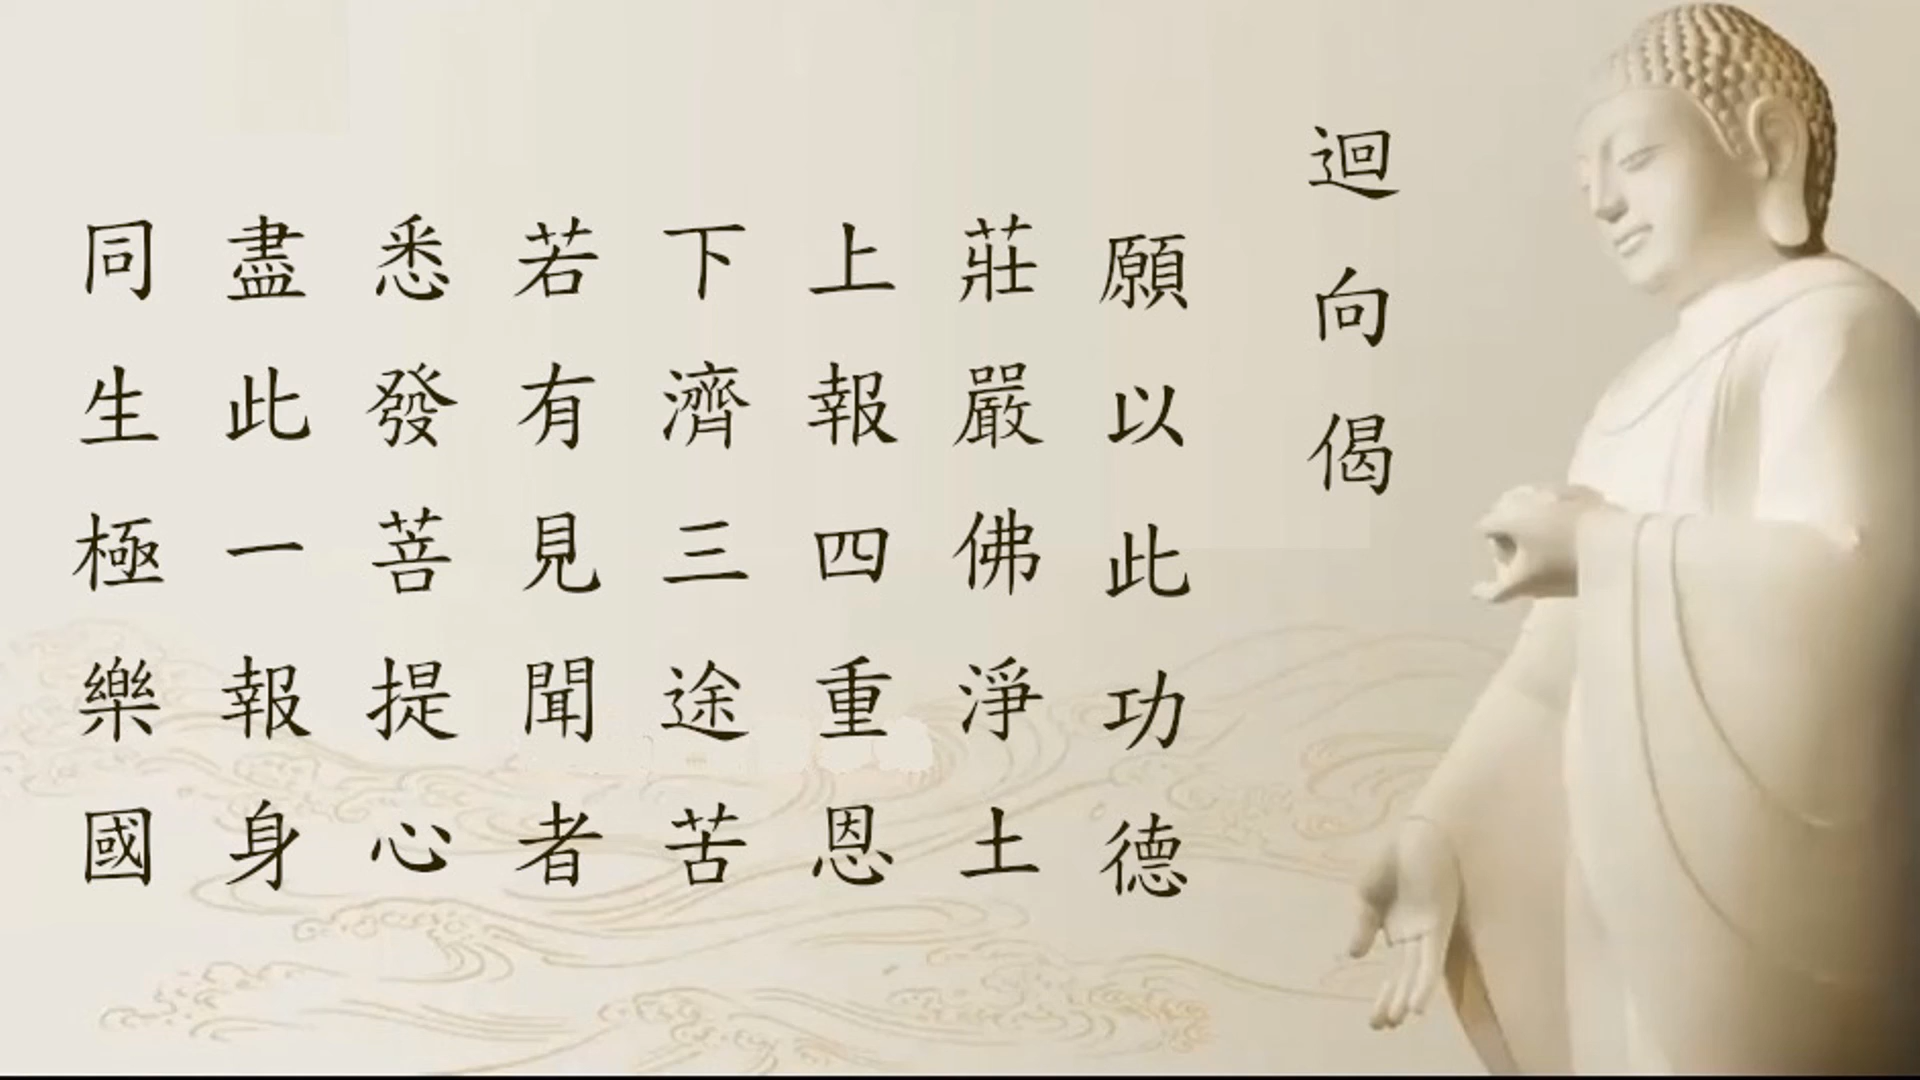 迴向偈
願以此功德
莊嚴佛淨土
上報四重恩
下濟三途苦
若有見聞者
悉發菩提心
盡此一報身
同生極樂國